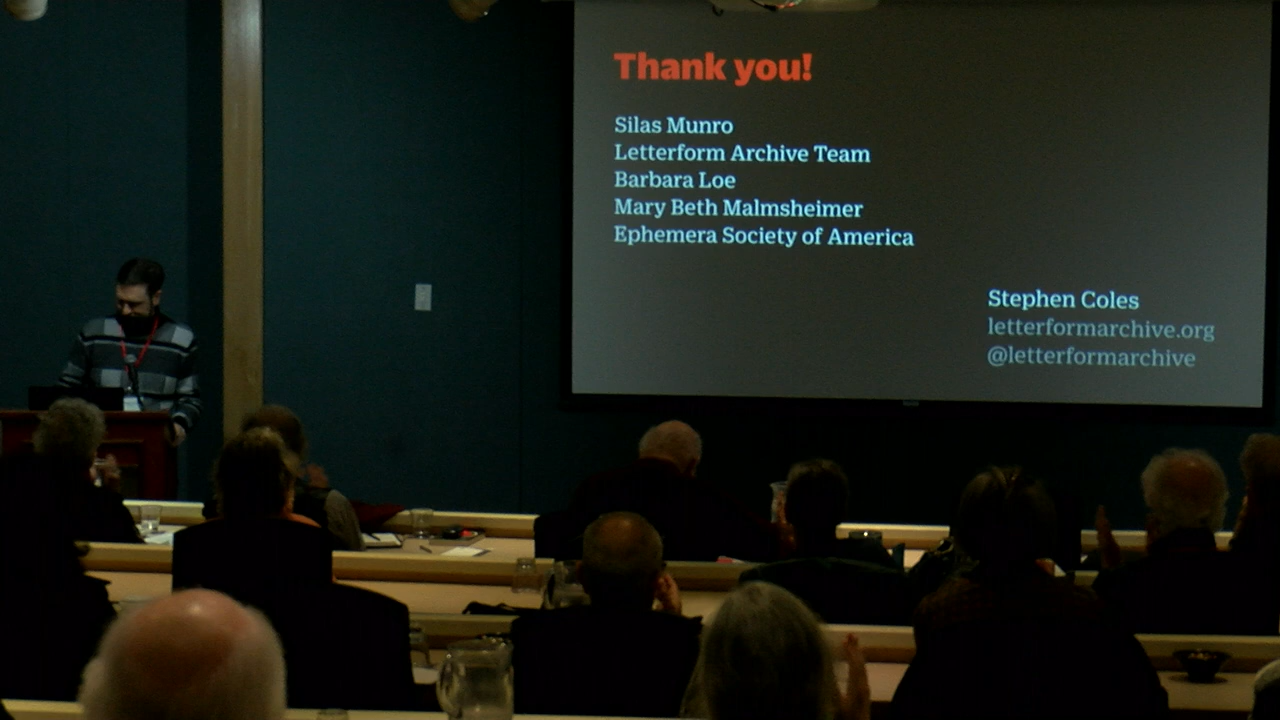 Thank you!
Silas Munro
Letterform Archive Team
Barbara Loe
Mary Beth Malmsheimer
Ephemera Society of America
Stephen Coles
letterformarchive.org
@letterformarchive